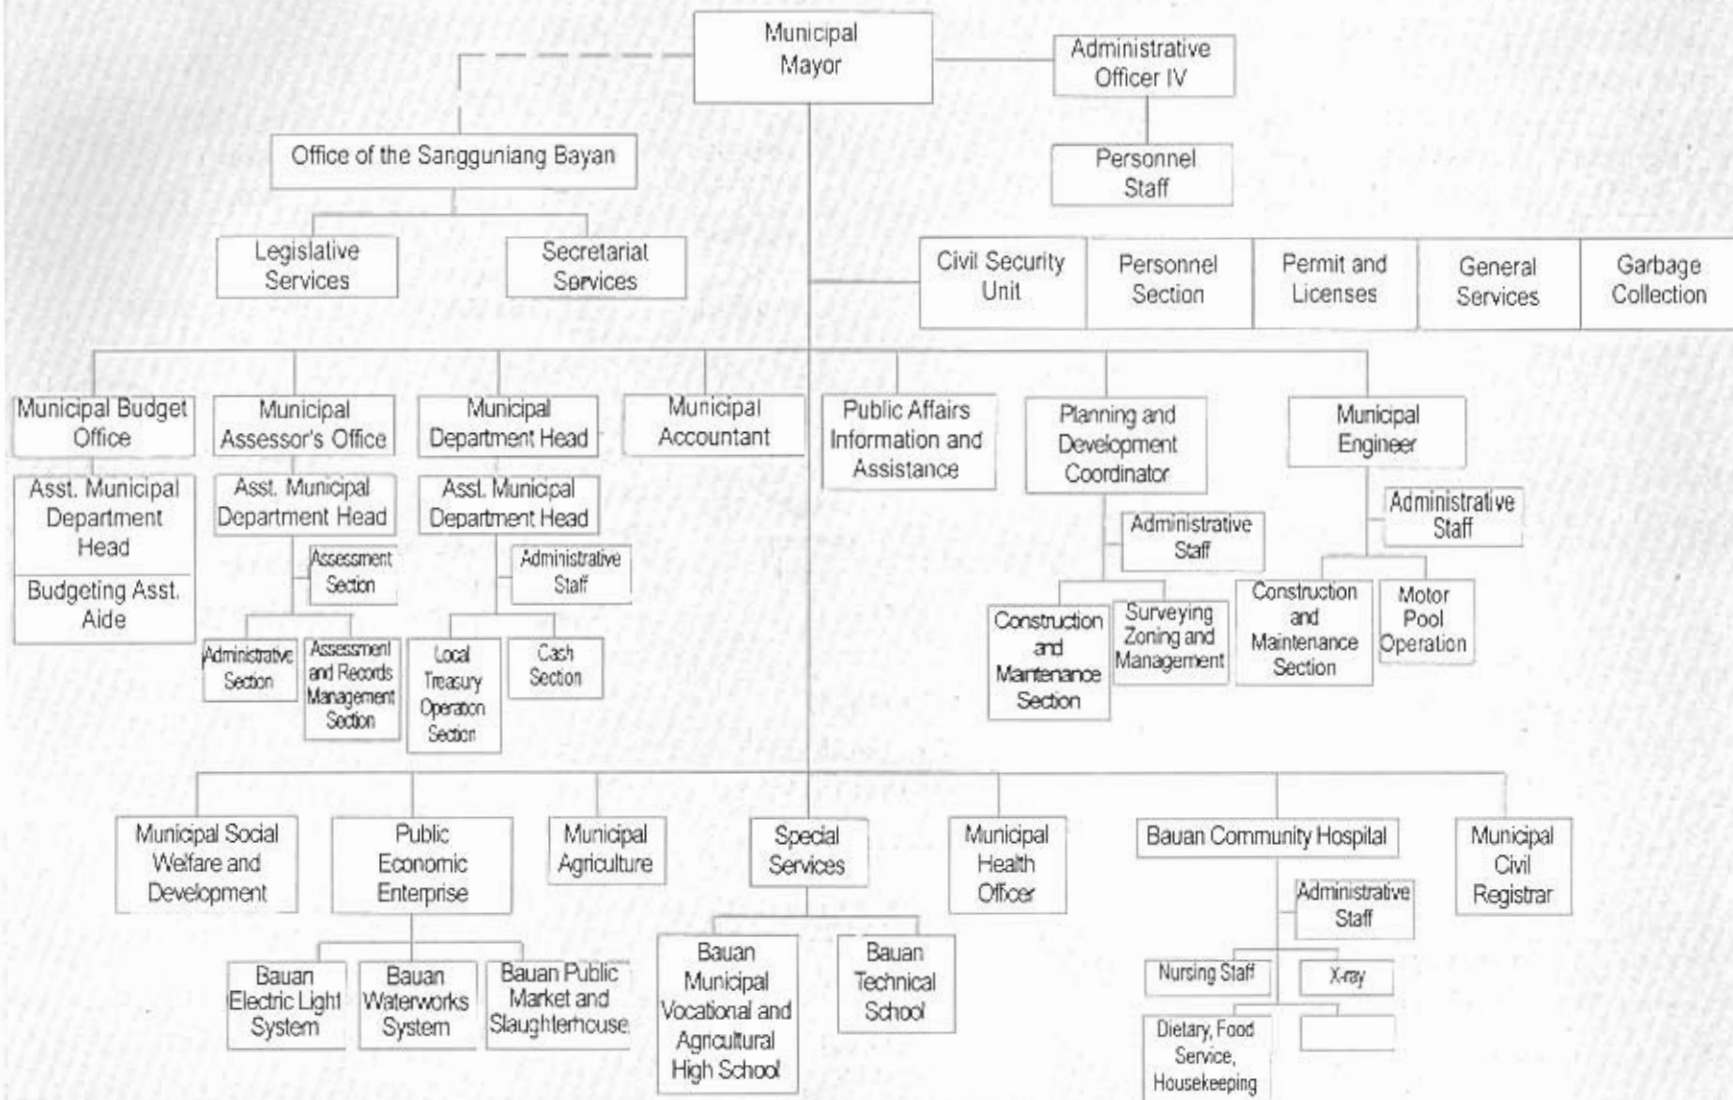 Municipal
Mayor
Administrative
Officer IV
Office of the Sangguniang Bayan
Personnel
Staff
Legislative
Services
Secretariat
Services
Civil Security
Unit
Personnel
Section
Permit and
Licenses
General
Services
Garbage
Collection
Municipal Budget
Office
Municipal
Assessor's Office
Municipal
Department Head
Municipal
Accountant
Public Affairs
Information and
Assistance
Planning and
Development
Coordinator
Municipal
Engineer
Asst. Municipal
Department
Head
Budgeting Asst.
Aide
Asst. Municipal
Department Head
Asst. Municipal
Department Head
Administrative
Staff
Administrative
Staff
Assessment
Section
Administrative
Staff
Administrative
Section
Assessment
and Records
Management
Section
Local
Treasury
Operation
Section
Cash
Section
Construction
and
Maintenance
Section
Surveying
Zoning and
Management
Construction
and
Maintenance
Section
Motor
Pool
Operation
Municipal Social
Welfare and
Development
Public
Economic
Enterprise
Municipal
Agriculture
Special
Services
Municipal
Health
Officer
Bauan Community Hospilal
Municipal
Civil
Registrar
Administrative
Staff
Bauan
Electric Light
System
Bauan
Waterworks
System
Bauan Public
Market and
Slaughterhouse
Bauan
Municipal
Vocational and
Agricultural
High School
Bauan
Technical
School
Nursing Staff
X-ray
Dietary, Food
Service,
Housekeeping